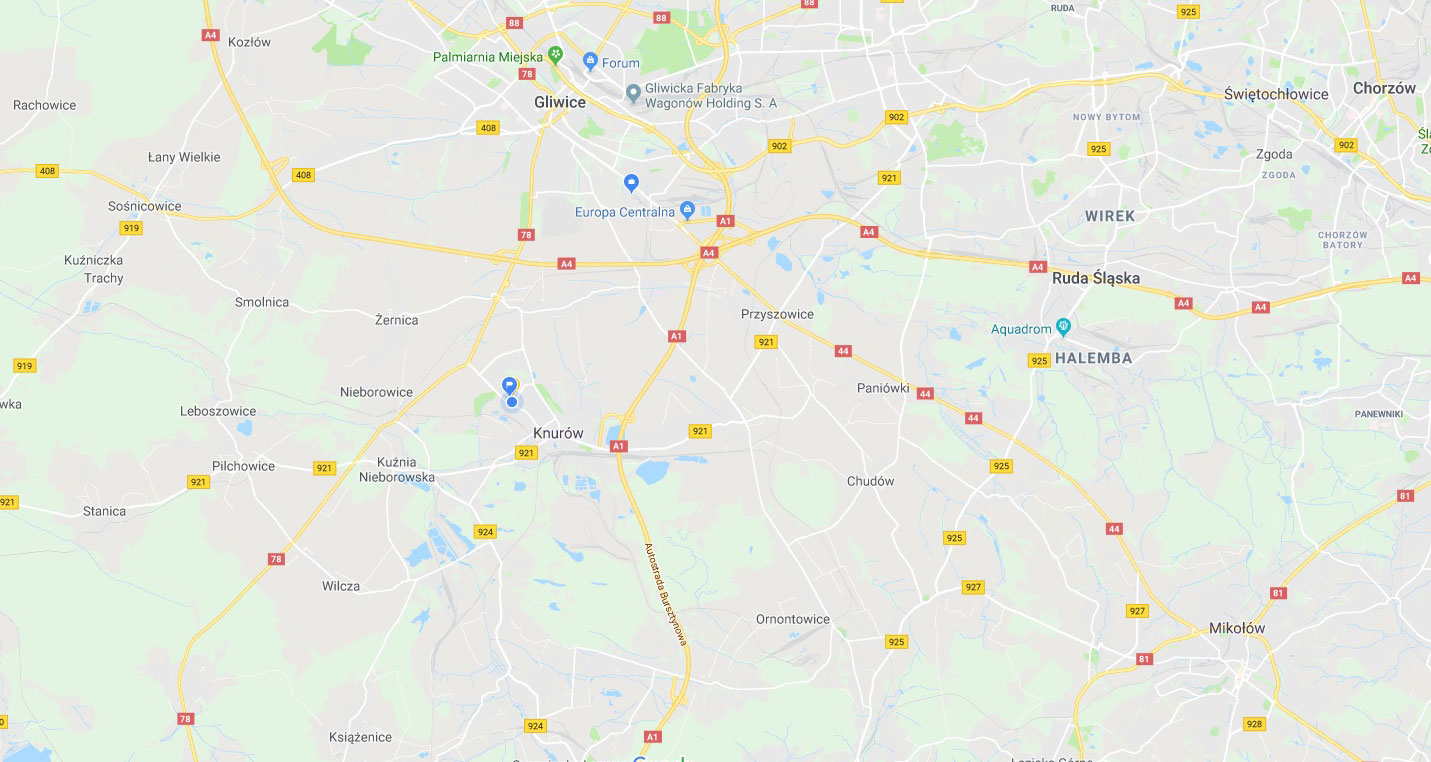 88
88
88
RUDA
925
A4
Kozłów
Palmiarnia Miejska
Forum
78
Gliwicka Fabryka
Wagonów Holding S. A
Gliwice
Rachowice
Świętochłowice
Chorzów
902
NOWY BYTOM
408
902
925
902
Łany Wielkie
Zgoda
ZGODA
408
408
921
Sośnicowice
Europa Centralna
WIREK
919
78
A1
A4
CHORZÓW
BATORY
Kuźniczka
Trachy
A4
A4
A4
Ruda Śląska
A4
Smolnica
A4
A4
Żernica
Przyszowice
Aquadrom
A1
921
44
HALEMBA
925
919
Nieborowice
Paniówki
44
Leboszowice
44
PANEWNIKI
Knurów
921
A1
921
Pilchowice
921
Kuźnia
Nieborowska
925
921
Chudów
921
81
Stanica
924
44
925
78
Autostrada Bursztynowa
Wilcza
927
81
927
Ornontowice
Mikołów
925
81
78
924
928
Książenice
A1